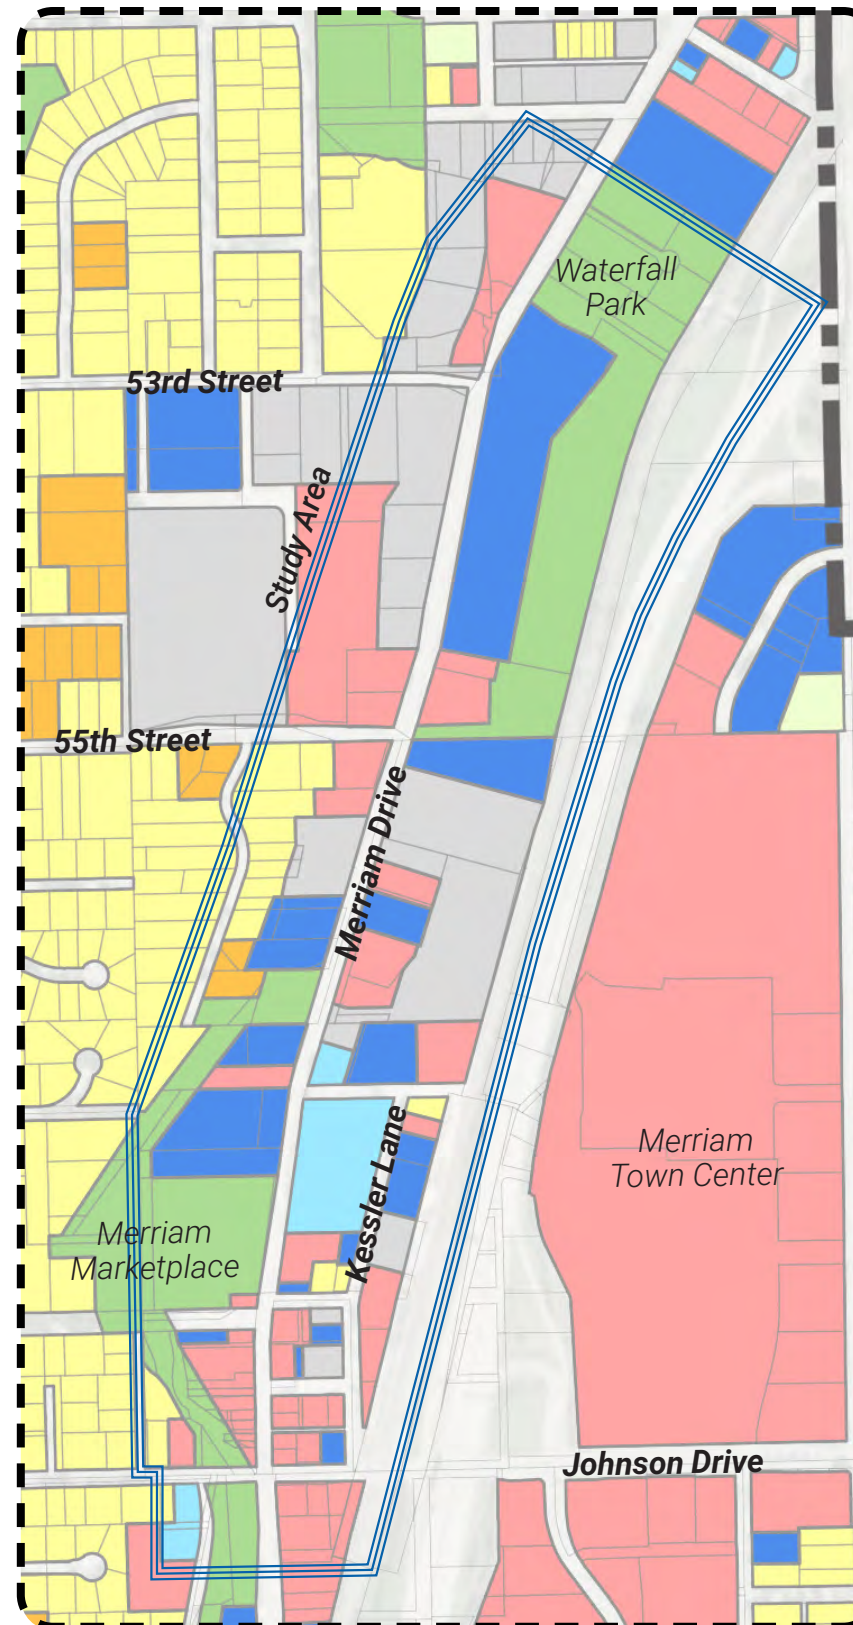 Waterfall
Park
53rd Street
Study Area
55th Street
Merriam Drive
Merriam
Town Center
Kessler Lane
Merriam
Marketplace
Johnson Drive